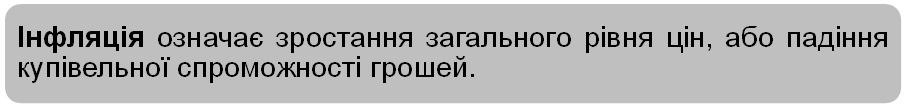 Інфляція означає зростання загального рівня цін, або падіння
купівельної спроможності грошей.